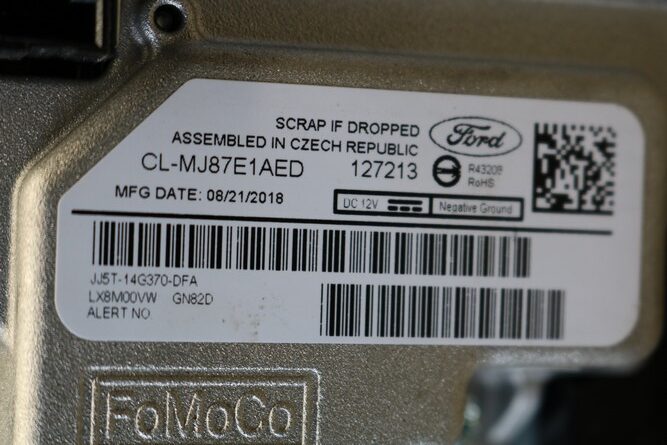 SCRAP IF DROPPED
ASSEMBLED IN CZECH REPUBLIC
Ford
CL-MJ87E1AED 127213
R43208
RoHS
MFG DATE: 08/21/2018
DC 12V
Negative Ground
JJ5T-14G370-DFA
LX8M00VW GN82D
ALERT NO
FoMoCo